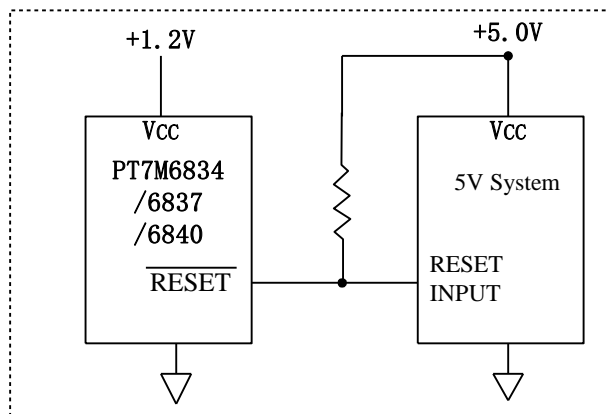 +1.2V
+5.0V
VCC
PT7M6834
/6837
/6840
RESET
VCC
5V System
RESET
INPUT